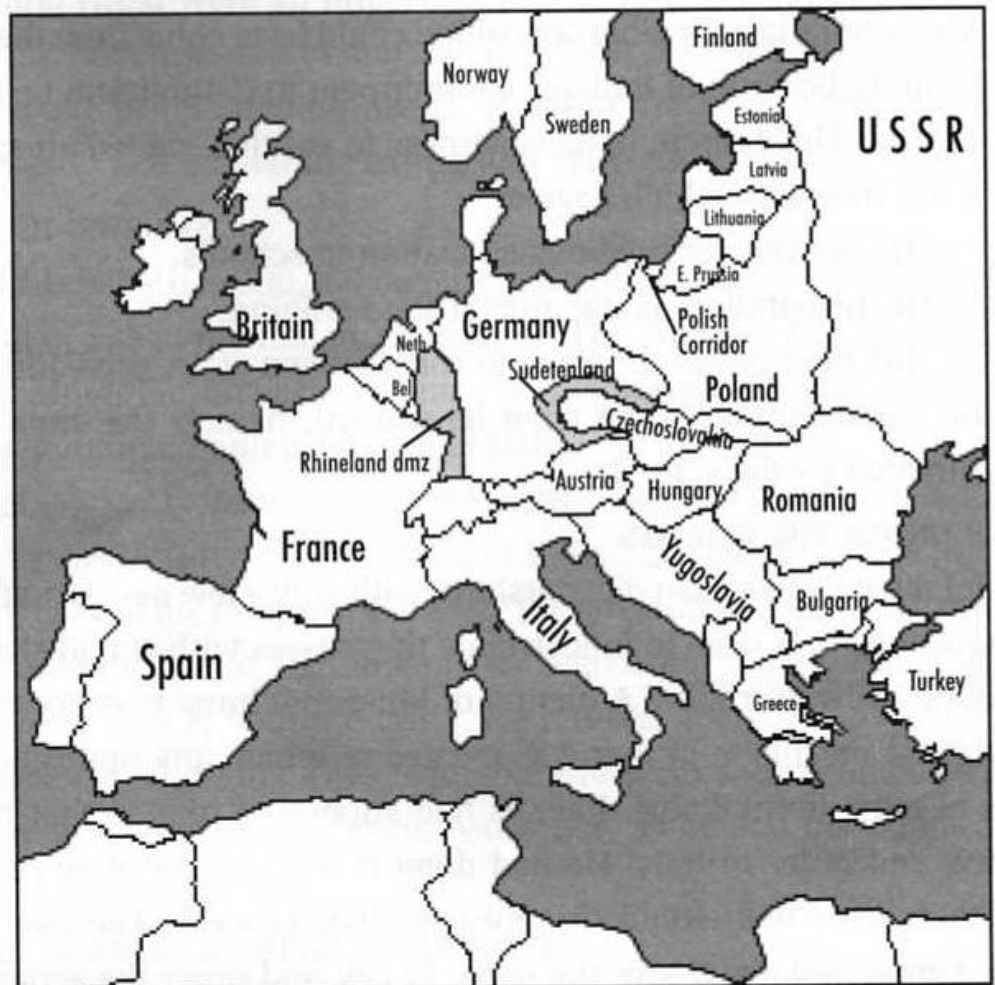 Finland
Norway
Sweden
Estonia
USSR
Latvia
Lithuania
E. Prussia
Britain
Neth
Germany
Polish
Corridor
Sudetenland
Bel
Poland
Czechoslovakia
Rhineland dmz
Austria
Hungary
Romania
France
Yugoslavia
Italy
Bulgaria
Spain
Turkey
Greece